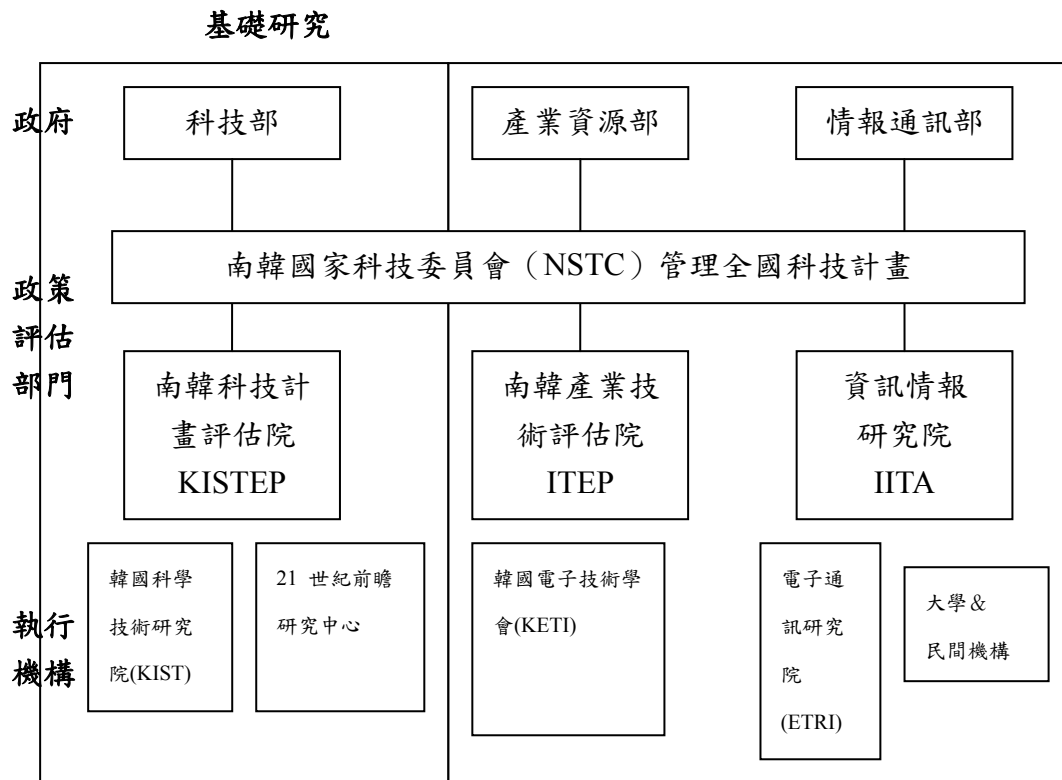 基礎研究
政府
科技部
產業資源部
情報通訊部
南韓國家科技委員會（NSTC）管理全國科技計畫
政策
評估
部門
南韓科技計
畫評估院
KISTEP
南韓產業技
術評估院
ITEP
資訊情報
研究院
IITA
執行
機構
韓國科學
技術研究
院(KIST)
21 世紀前瞻
研究中心
韓國電子技術學
會(KETI)
電子通
訊研究
院
(ETRI)
大學＆
民間機構